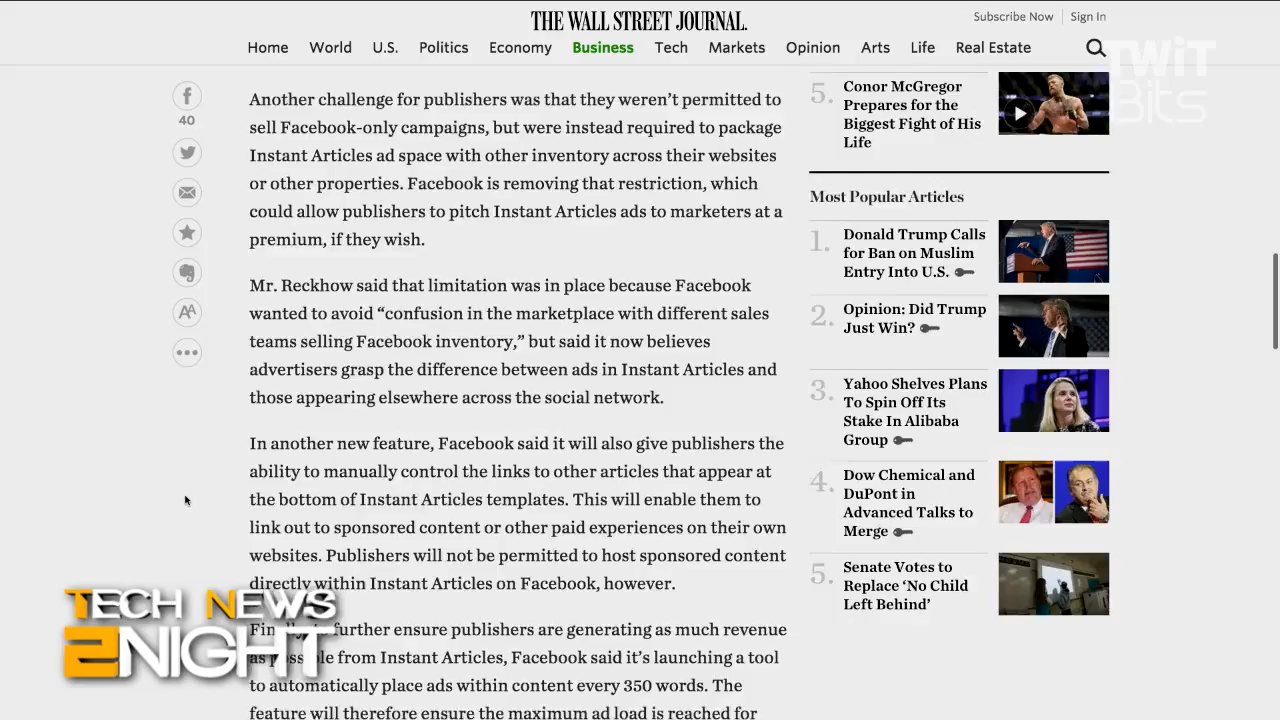 THE WALL STREET JOURNAL.
Subscribe Now Sign In
Home World U.S. Politics Economy Business Tech Markets Opinion Arts Life Real Estate
TWiT
Bits
40
Another challenge for publishers was that they weren’t permitted to
sell Facebook-only campaigns, but were instead required to package
Instant Articles ad space with other inventory across their websites
or other properties. Facebook is removing that restriction, which
could allow publishers to pitch Instant Articles ads to marketers at a
premium, if they wish.
Mr. Reckhow said that limitation was in place because Facebook
wanted to avoid “confusion in the marketplace with different sales
teams selling Facebook inventory,” but said it now believes
advertisers grasp the difference between ads in Instant Articles and
those appearing elsewhere across the social network.
In another new feature, Facebook said it will also give publishers the
ability to manually control the links to other articles that appear at
the bottom of Instant Articles templates. This will enable them to
link out to sponsored content or other paid experiences on their own
websites. Publishers will not be permitted to host sponsored content
directly within Instant Articles on Facebook, however.
Finally, to further ensure publishers are generating as much revenue
as possible from Instant Articles, Facebook said it’s launching a tool
to automatically place ads within content every 350 words. The
feature will therefore ensure the maximum ad load is reached for
5. Conor McGregor
Prepares for the
Biggest Fight of His
Life
Most Popular Articles
1. Donald Trump Calls
for Ban on Muslim
Entry Into U.S.
2. Opinion: Did Trump
Just Win?
3. Yahoo Shelves Plans
To Spin Off Its
Stake In Alibaba
Group
4. Dow Chemical and
DuPont in
Advanced Talks to
Merge
5. Senate Votes to
Replace ‘No Child
Left Behind’
TECH NEWS
2NIGHT